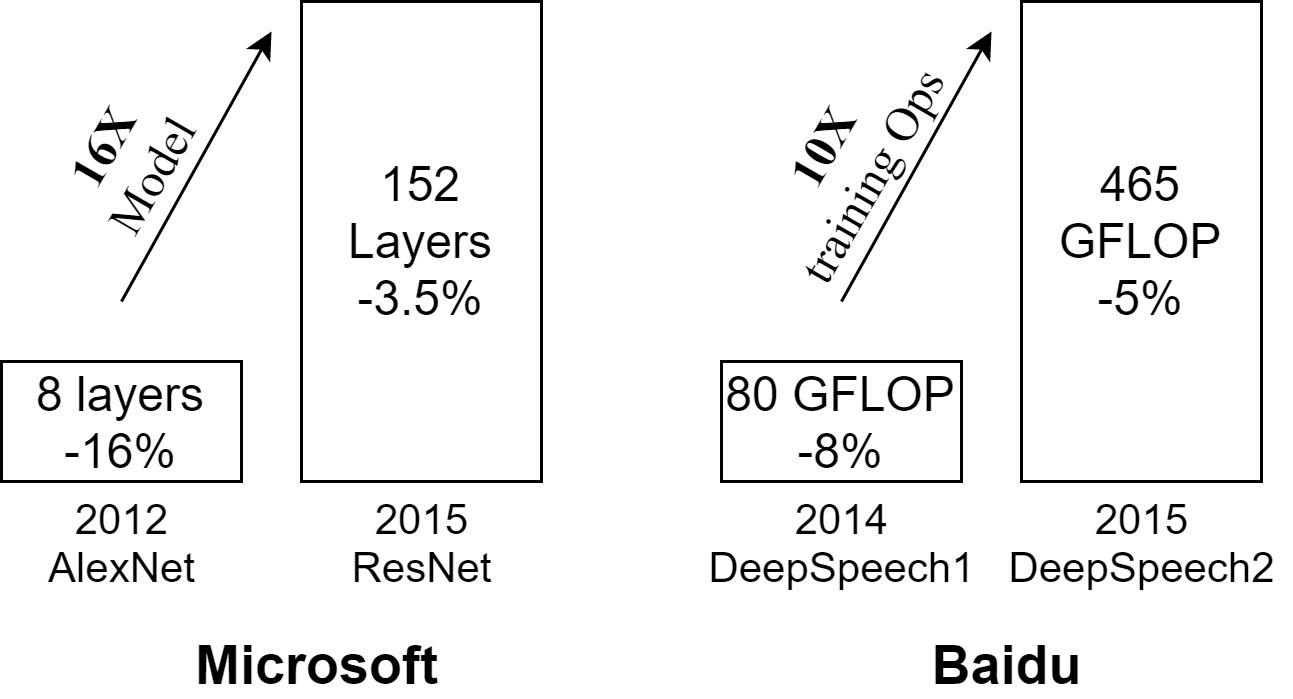 16X
Model
152
Layers
-3.5%
8 layers
-16%
2012
AlexNet
2015
ResNet
Microsoft
10X
training Ops
465
GFLOP
-5%
80 GFLOP
-8%
2014
DeepSpeech1
2015
DeepSpeech2
Baidu